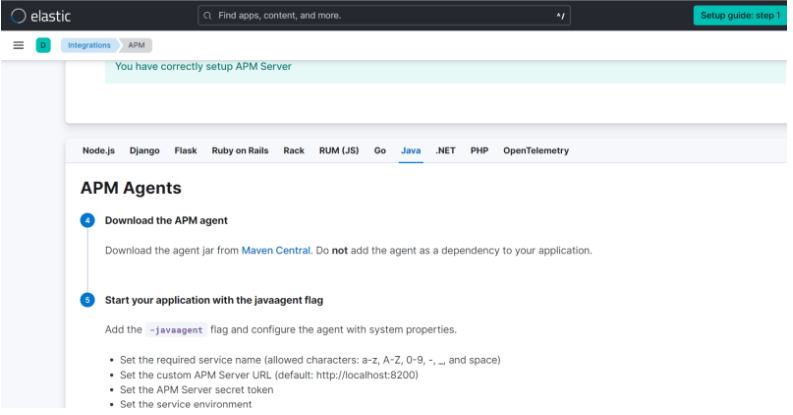 elastic
Find apps, content, and more.
^/
Setup guide: step 1
D
Integrations
APM
You have correctly setup APM Server
Node.js Django Flask Ruby on Rails Rack RUM (JS) Go Java .NET PHP OpenTelemetry
APM Agents
4 Download the APM agent
Download the agent jar from Maven Central. Do not add the agent as a dependency to your application.
5 Start your application with the javaagent flag
Add the -javaagent flag and configure the agent with system properties.
• Set the required service name (allowed characters: a-z, A-Z, 0-9, -, _, and space)
• Set the custom APM Server URL (default: http://localhost:8200)
• Set the APM Server secret token
• Set the service environment